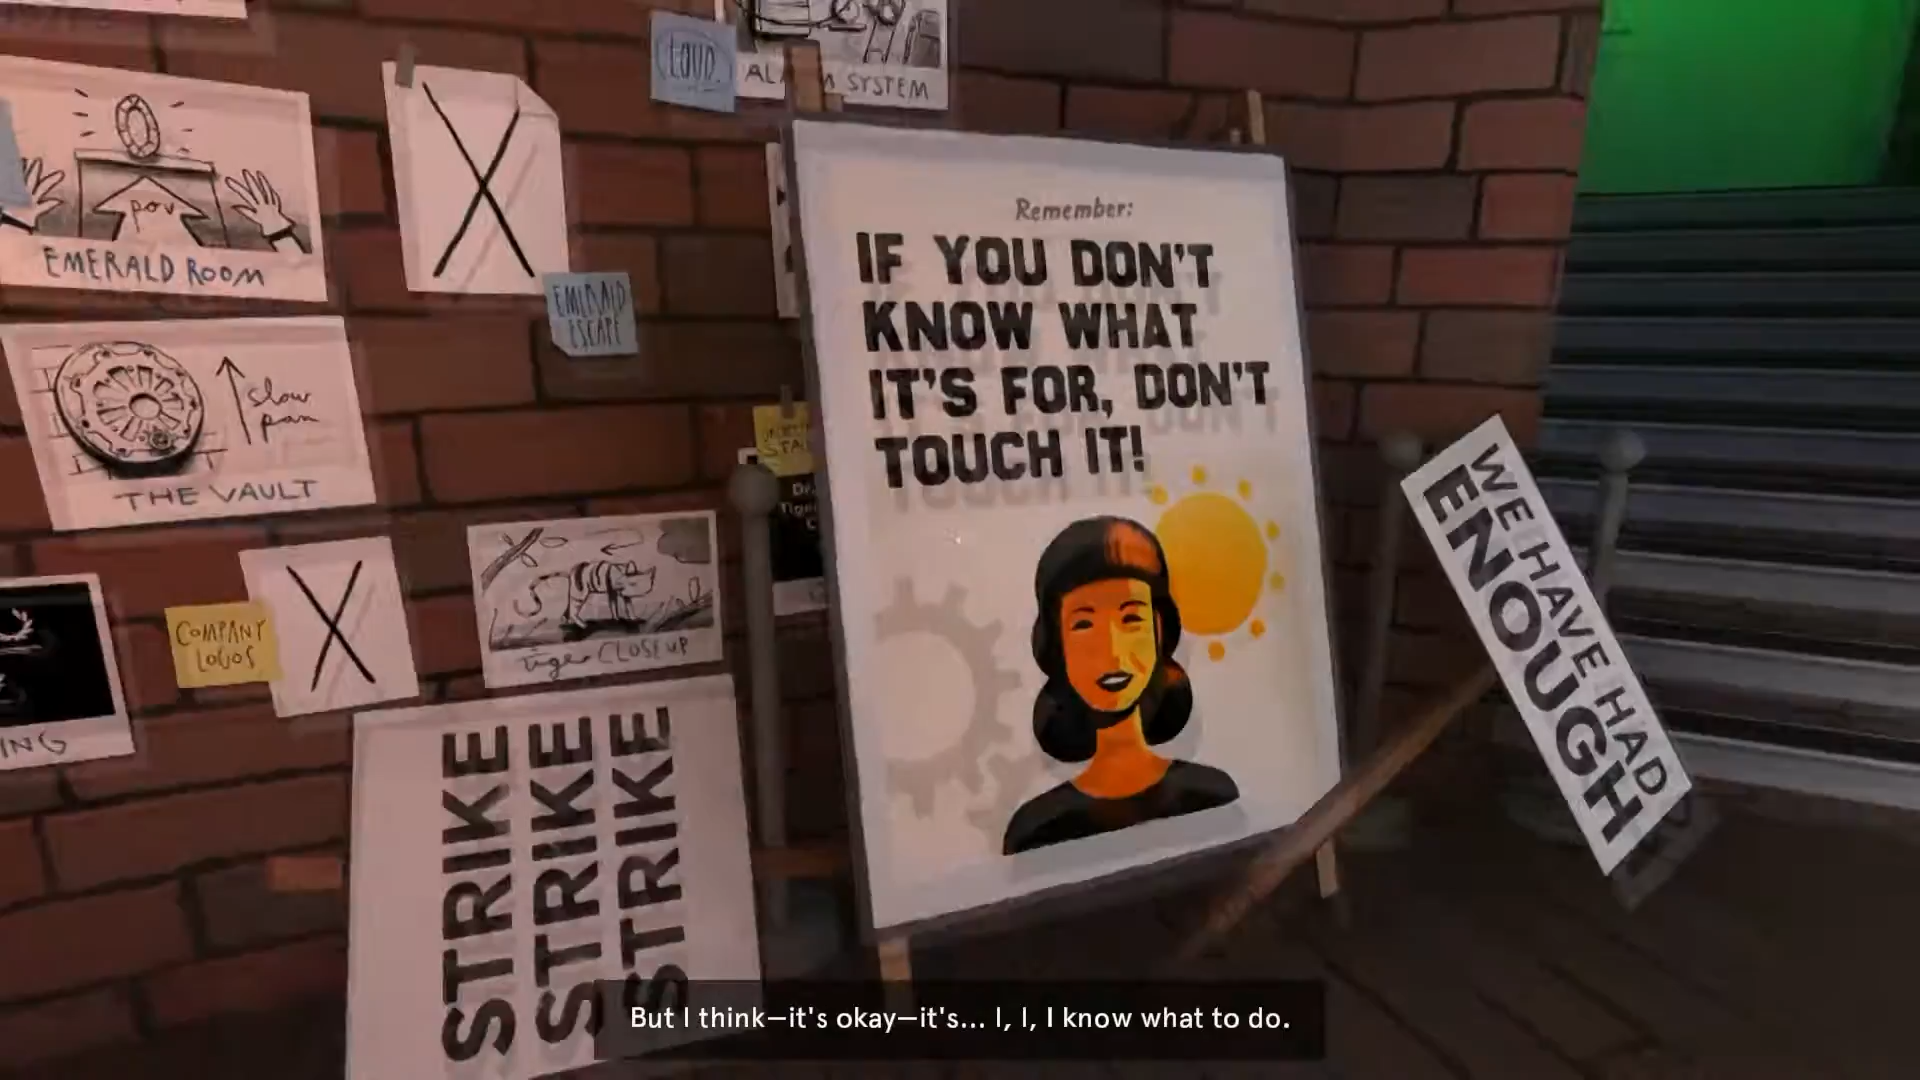 LOUD
SYSTEM
pov
EMERALD ROOM
EMERALD
ESCAPE
slow
pan
THE VAULT
COMPANY
LOGOS
tiger CLOSE UP
ING
Remember:
IF YOU DON'T
KNOW WHAT
IT'S FOR, DON'T
TOUCH IT!
STRIKE
STRIKE
STRIKE
WE HAVE HAD
ENOUGH
But I think—it's okay—it's... I, I, I know what to do.